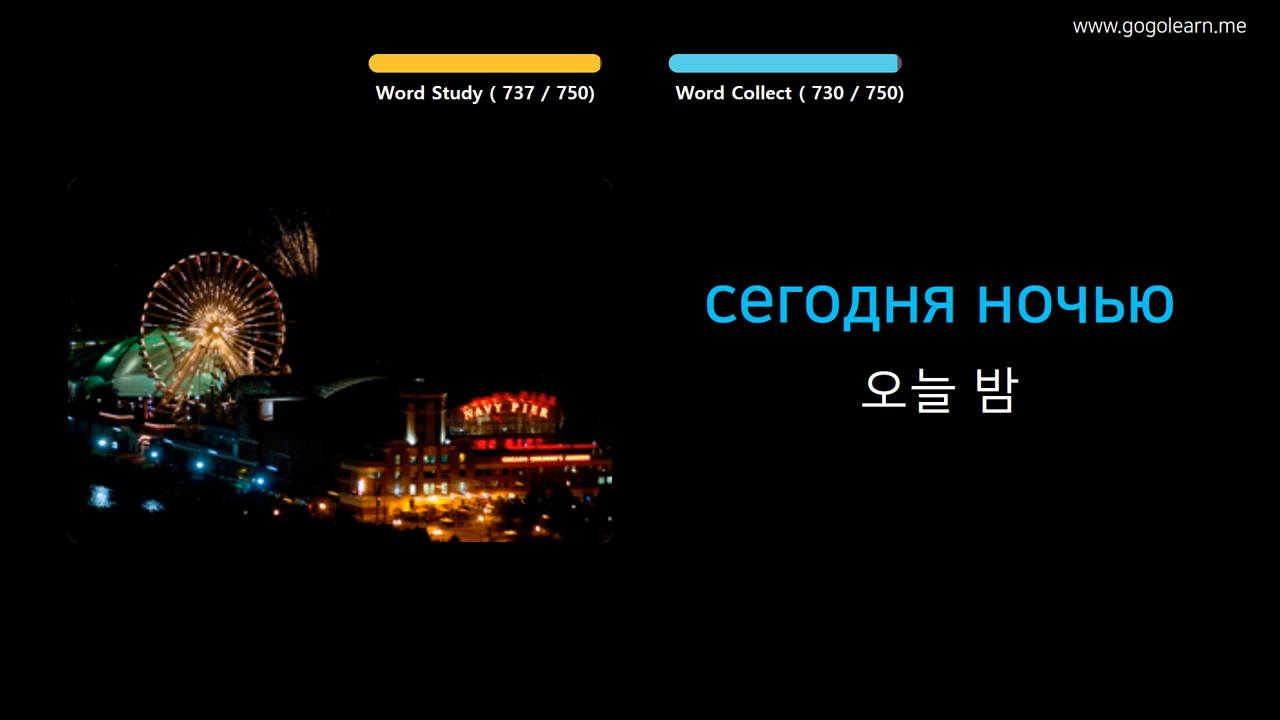 www.gogolearn.me
Word Study ( 737 / 750)
Word Collect ( 730 / 750)
сегодня ночью
오늘 밤
NAVY PIER